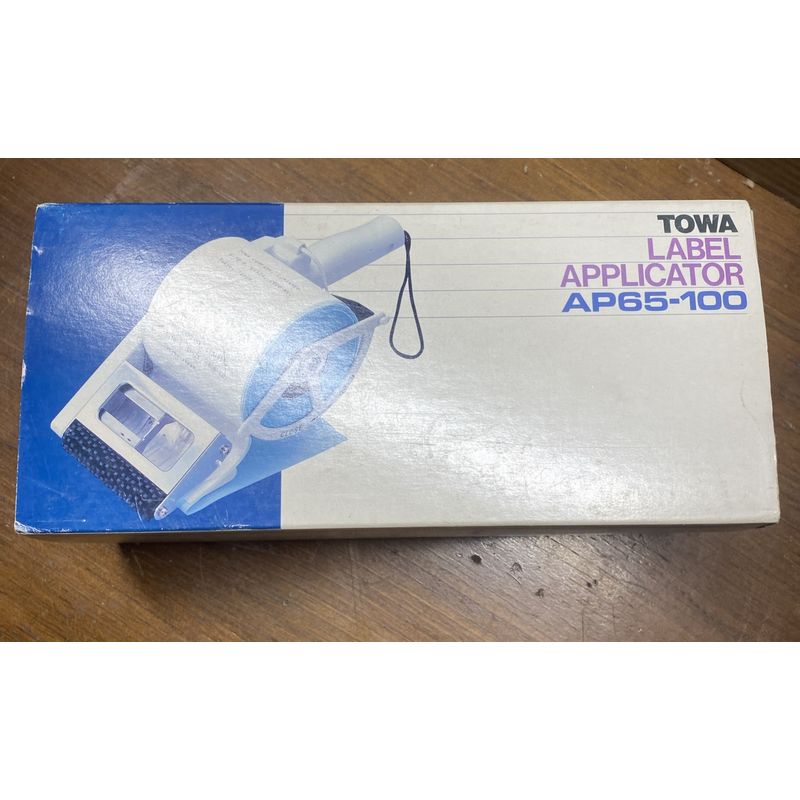 TOWA
LABEL
APPLICATOR
AP65-100